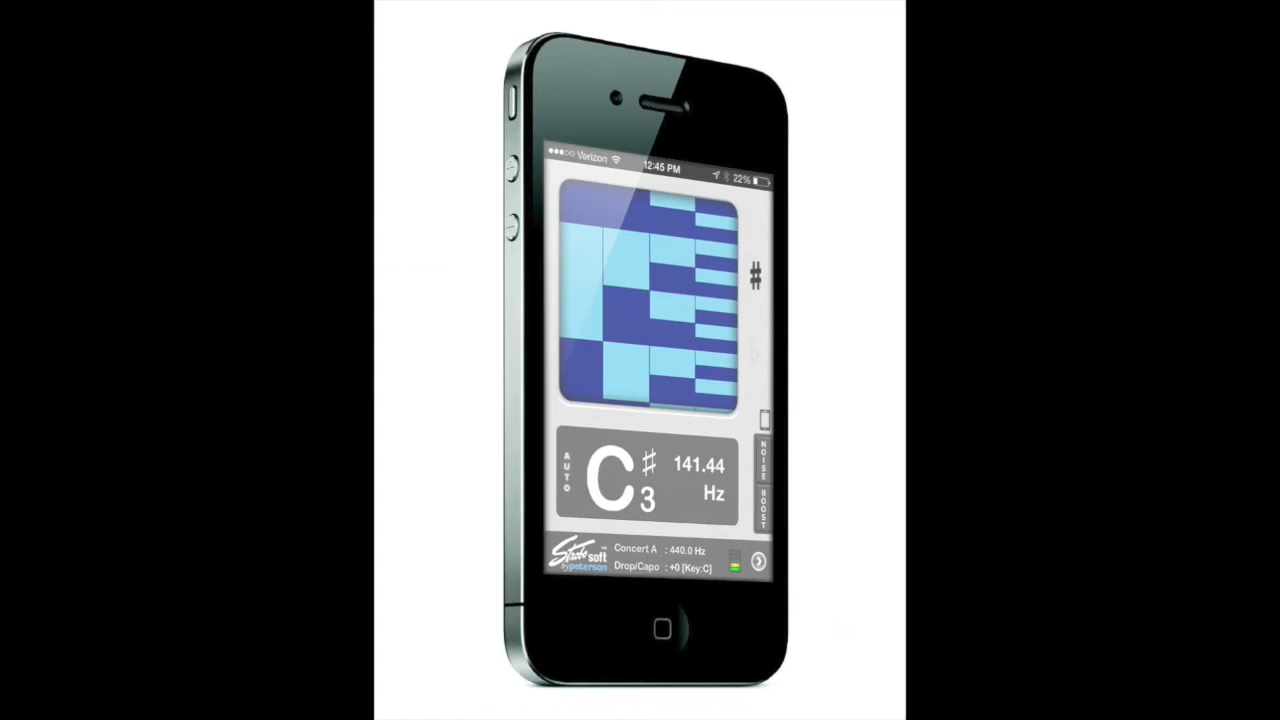 Verizon 12:45 PM 22%
#
AUTO
C♯3
141.44
Hz
NOISE
BOOST
Strobosoft™
by peterson
Concert A : 440.0 Hz
Drop/Capo : +0 [Key:C]